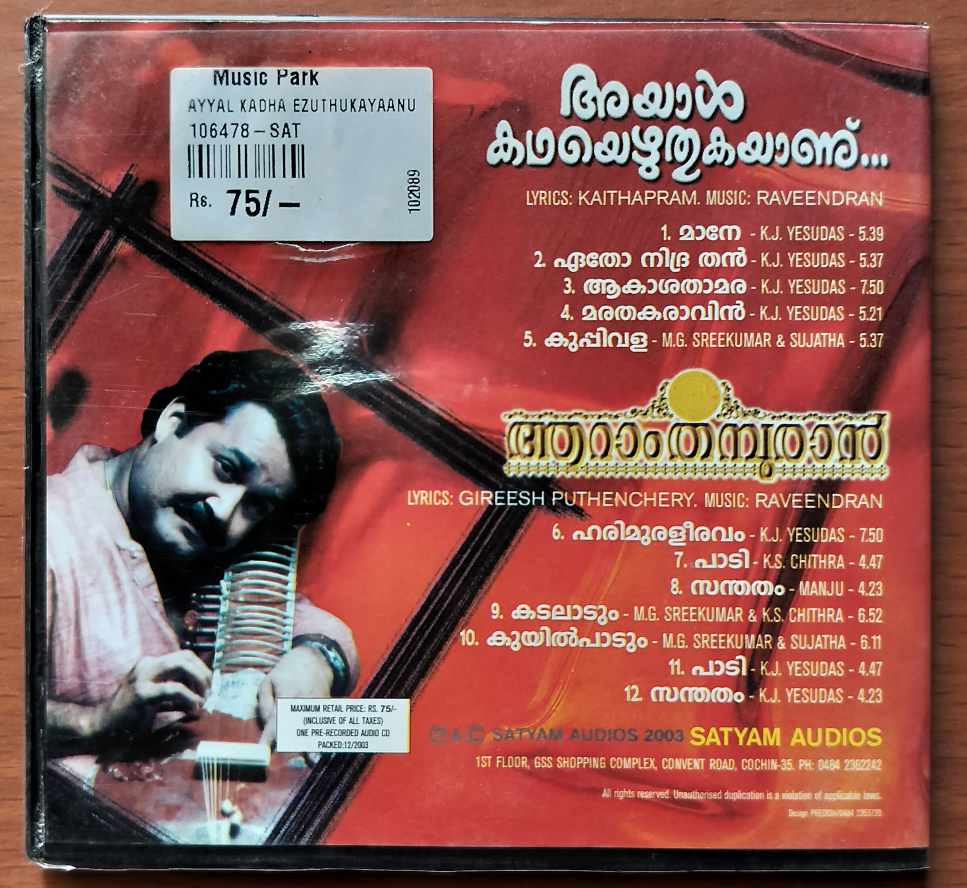 Music Park
AYYAL KADHA EZUTHUKAYAANU
106478-SAT
Rs. 75/-
102089
അയാൾ
കഥയെഴുതുകയാണ്...
LYRICS: KAITHAPRAM. MUSIC: RAVEENDRAN
1. മാനേ - K.J. YESUDAS - 5.39
2. ഏതോ നിദ്ര തൻ - K.J. YESUDAS - 5.37
3. ആകാശതാമര - K.J. YESUDAS - 7.50
4. മരതകരാവിൻ - K.J. YESUDAS - 5.21
5. കുപ്പിവള - M.G. SREEKUMAR & SUJATHA - 5.37
ആറാംതമ്പുരാൻ
LYRICS: GIREESH PUTHENCHERY. MUSIC: RAVEENDRAN
6. ഹരിമുരളീരവം - K.J. YESUDAS - 7.50
7. പാടി - K.S. CHITHRA - 4.47
8. സന്തതം - MANJU - 4.23
9. കടലാടും - M.G. SREEKUMAR & K.S. CHITHRA - 6.52
10. കുയിൽപാടും - M.G. SREEKUMAR & SUJATHA - 6.11
11. പാടി - K.J. YESUDAS - 4.47
12. സന്തതം - K.J. YESUDAS - 4.23
MAXIMUM RETAIL PRICE: RS. 75/-
(INCLUSIVE OF ALL TAXES)
ONE PRE-RECORDED AUDIO CD
PACKED:12/2003
℗ & © SATYAM AUDIOS 2003 SATYAM AUDIOS
1ST FLOOR, GSS SHOPPING COMPLEX, CONVENT ROAD, COCHIN-35. PH: 0484 2362242
All rights reserved. Unauthorised duplication is a violation of applicable laws.
Design